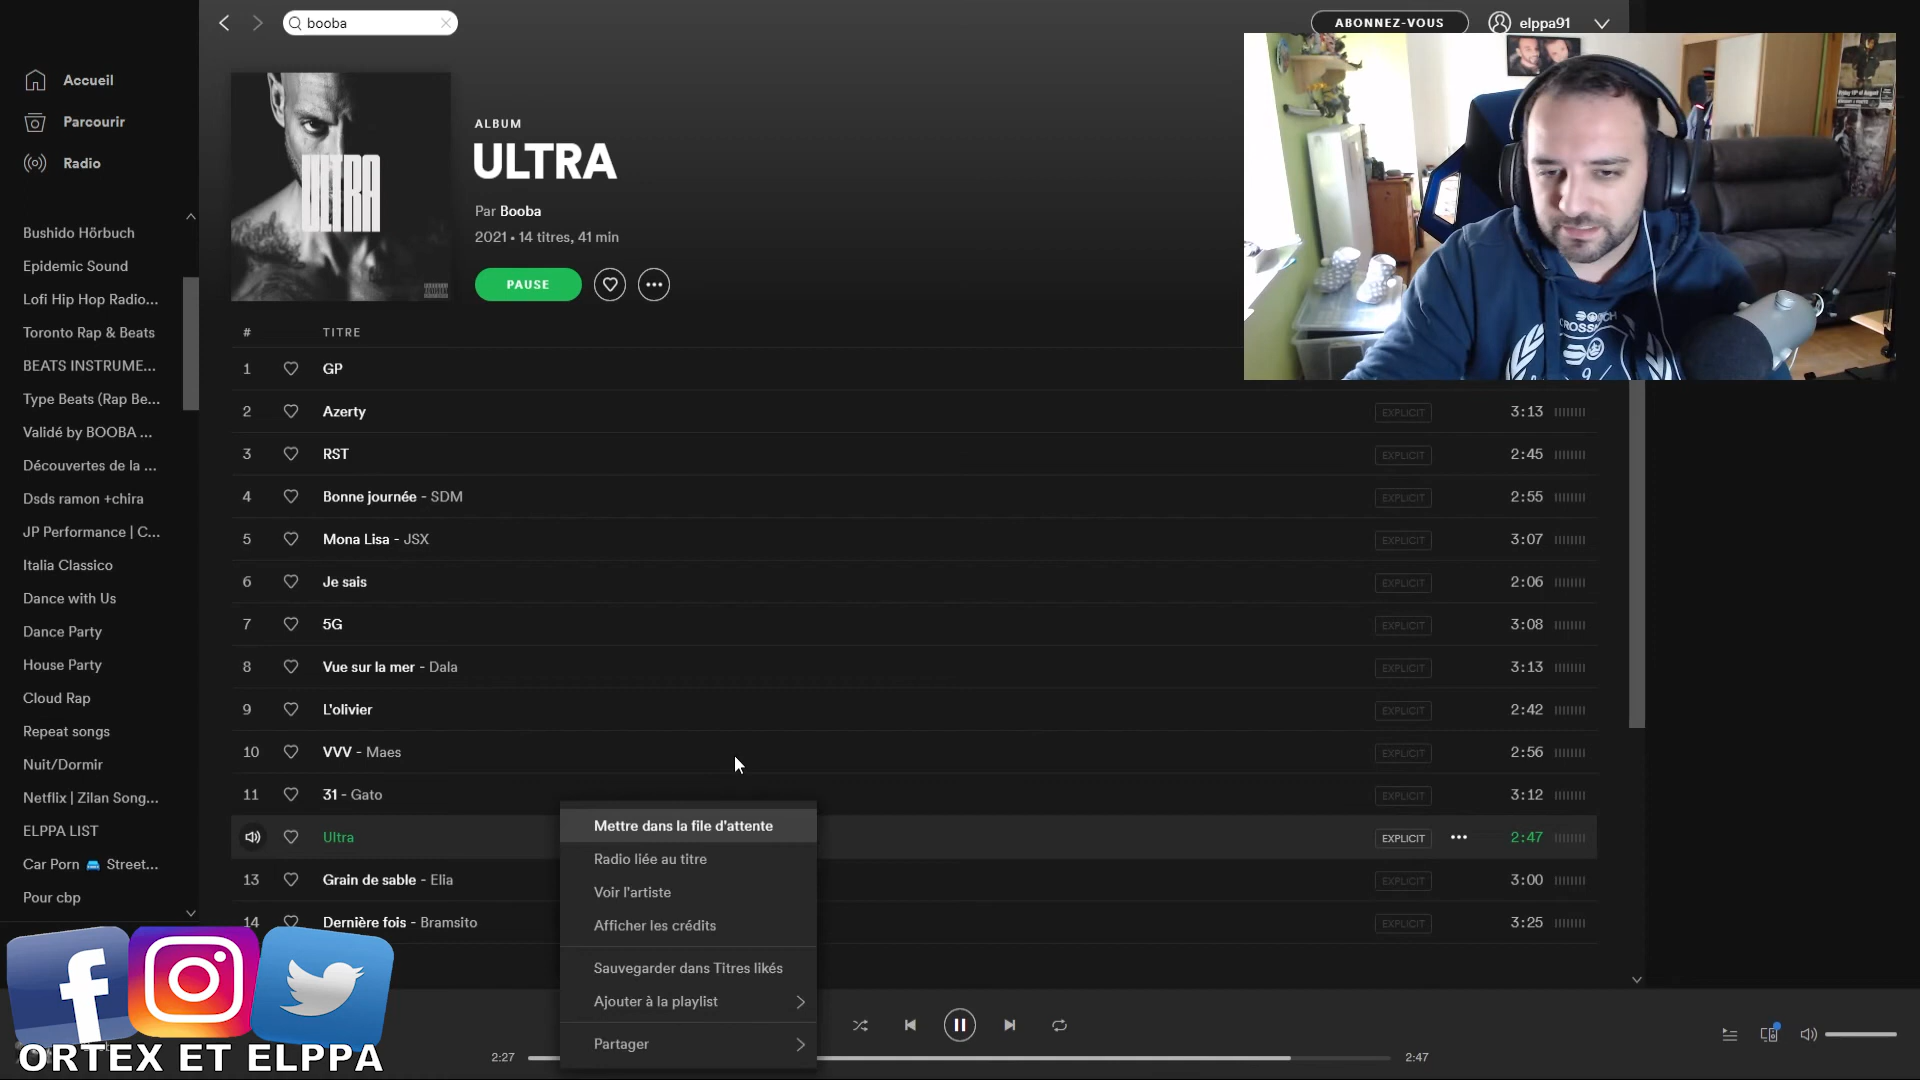 booba
ABONNEZ-VOUS
elppa91
Accueil
Parcourir
Radio
Bushido Hörbuch
Epidemic Sound
Lofi Hip Hop Radio...
Toronto Rap & Beats
BEATS INSTRUME...
Type Beats (Rap Be...
Validé by BOOBA ...
Découvertes de la ...
Dsds ramon +chira
JP Performance | C...
Italia Classico
Dance with Us
Dance Party
House Party
Cloud Rap
Repeat songs
Nuit/Dormir
Netflix | Zilan Song...
ELPPA LIST
Car Porn 🚘 Street...
Pour cbp
ULTRA
ALBUM
ULTRA
Par Booba
2021 • 14 titres, 41 min
PAUSE
# TITRE
1 GP
2 Azerty EXPLICIT 3:13
3 RST EXPLICIT 2:45
4 Bonne journée - SDM EXPLICIT 2:55
5 Mona Lisa - JSX EXPLICIT 3:07
6 Je sais EXPLICIT 2:06
7 5G EXPLICIT 3:08
8 Vue sur la mer - Dala EXPLICIT 3:13
9 L'olivier EXPLICIT 2:42
10 VVV - Maes EXPLICIT 2:56
11 31 - Gato EXPLICIT 3:12
Ultra EXPLICIT 2:47
13 Grain de sable - Elia EXPLICIT 3:00
14 Dernière fois - Bramsito EXPLICIT 3:25
Mettre dans la file d'attente
Radio liée au titre
Voir l'artiste
Afficher les crédits
Sauvegarder dans Titres likés
Ajouter à la playlist
Partager
2:27
2:47
ORTEX ET ELPPA